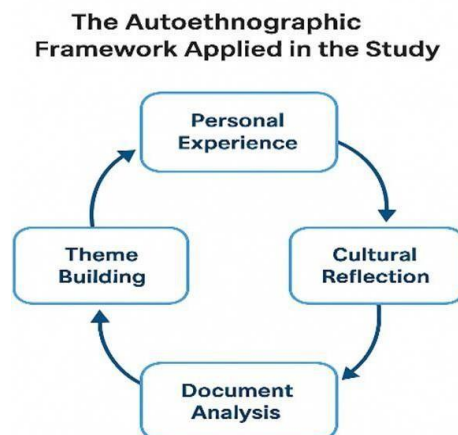 The Autoethnographic
Framework Applied in the Study
Personal
Experience
Theme
Building
Cultural
Reflection
Document
Analysis